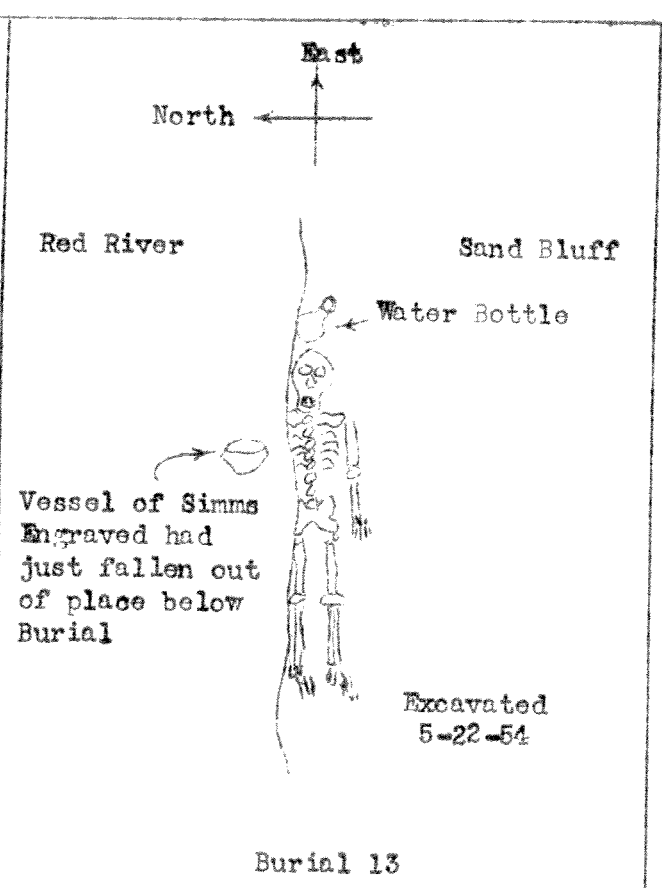 East
North
Red River
Sand Bluff
Water Bottle
Vessel of Simms
Engraved had
just fallen out
of place below
Burial
Excavated
5-22-54
Burial 13